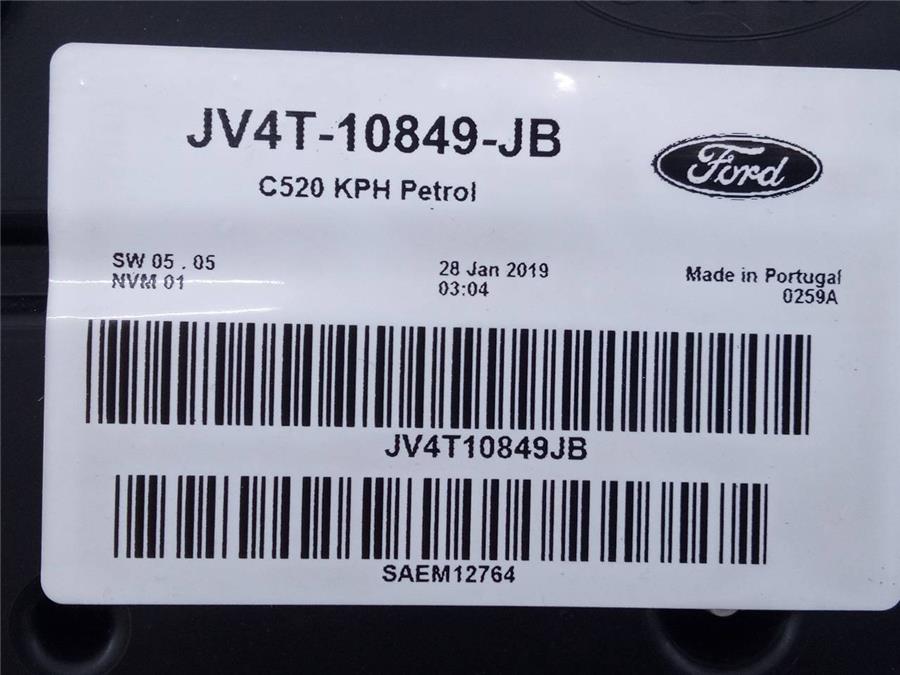 JV4T-10849-JB
C520 KPH Petrol
Ford
SW 05 . 05
NVM 01
28 Jan 2019
03:04
Made in Portugal
0259A
JV4T10849JB
SAEM12764